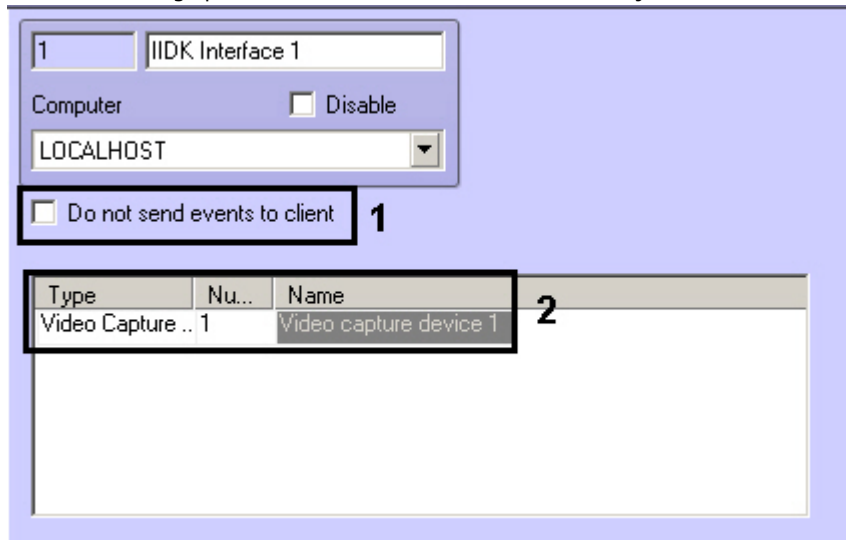 1 IIDK Interface 1
Computer Disable
LOCALHOST
Do not send events to client 1
Type Nu... Name 2
Video Capture .. 1 Video capture device 1